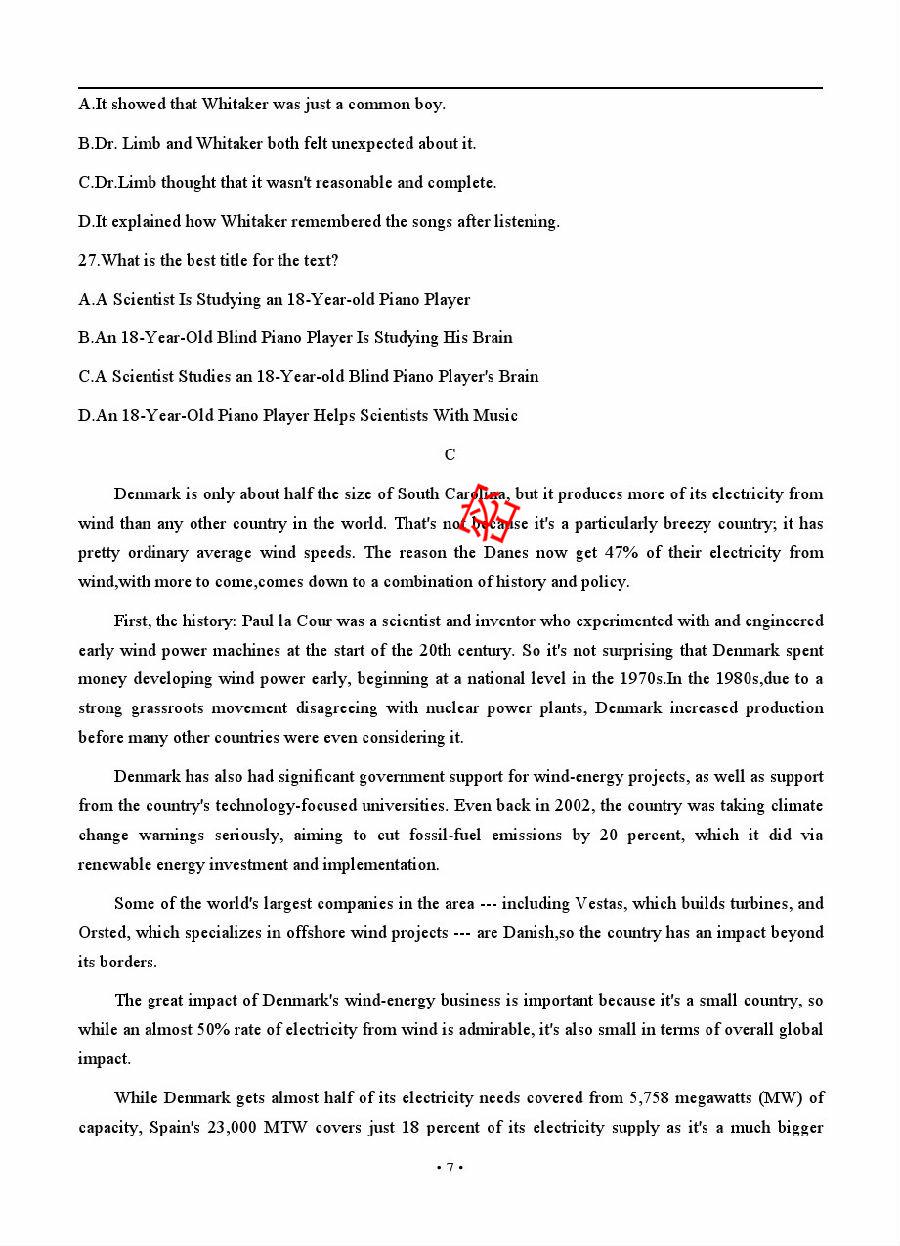 A.It showed that Whitaker was just a common boy.
B.Dr. Limb and Whitaker both felt unexpected about it.
C.Dr.Limb thought that it wasn't reasonable and complete.
D.It explained how Whitaker remembered the songs after listening.
27.What is the best title for the text?
A.A Scientist Is Studying an 18-Year-old Piano Player
B.An 18-Year-Old Blind Piano Player Is Studying His Brain
C.A Scientist Studies an 18-Year-old Blind Piano Player's Brain
D.An 18-Year-Old Piano Player Helps Scientists With Music
C
Denmark is only about half the size of South Carolina, but it produces more of its electricity from
wind than any other country in the world. That's not because it's a particularly breezy country; it has
pretty ordinary average wind speeds. The reason the Danes now get 47% of their electricity from
wind,with more to come,comes down to a combination of history and policy.
First, the history: Paul la Cour was a scientist and inventor who experimented with and engineered
early wind power machines at the start of the 20th century. So it's not surprising that Denmark spent
money developing wind power early, beginning at a national level in the 1970s.In the 1980s,due to a
strong grassroots movement disagreeing with nuclear power plants, Denmark increased production
before many other countries were even considering it.
Denmark has also had significant government support for wind-energy projects, as well as support
from the country's technology-focused universities. Even back in 2002, the country was taking climate
change warnings seriously, aiming to cut fossil-fuel emissions by 20 percent, which it did via
renewable energy investment and implementation.
Some of the world's largest companies in the area --- including Vestas, which builds turbines, and
Orsted, which specializes in offshore wind projects --- are Danish,so the country has an impact beyond
its borders.
The great impact of Denmark's wind-energy business is important because it's a small country, so
while an almost 50% rate of electricity from wind is admirable, it's also small in terms of overall global
impact.
While Denmark gets almost half of its electricity needs covered from 5,758 megawatts (MW) of
capacity, Spain's 23,000 MTW covers just 18 percent of its electricity supply as it's a much bigger
• 7 •
密